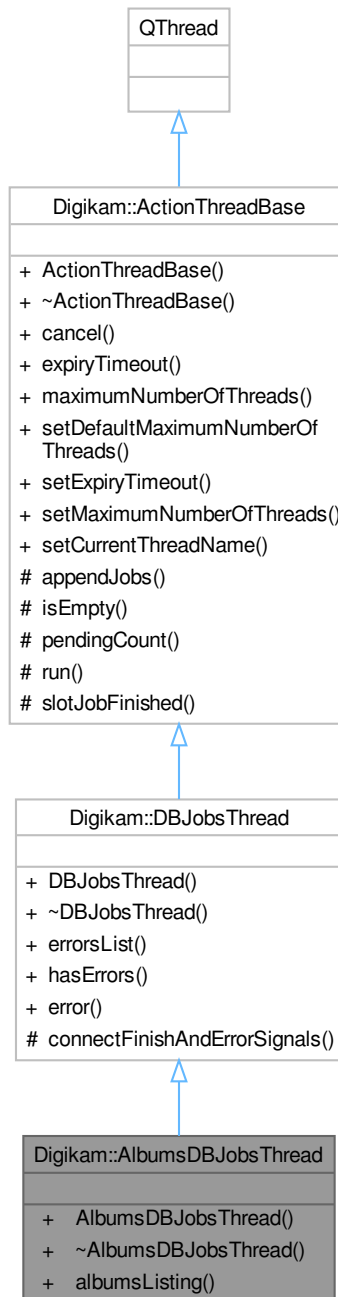 QThread
Digikam::ActionThreadBase
+ ActionThreadBase()
+ ~ActionThreadBase()
+ cancel()
+ expiryTimeout()
+ maximumNumberOfThreads()
+ setDefaultMaximumNumberOf
Threads()
+ setExpiryTimeout()
+ setMaximumNumberOfThreads()
+ setCurrentThreadName()
# appendJobs()
# isEmpty()
# pendingCount()
# run()
# slotJobFinished()
Digikam::DBJobsThread
+ DBJobsThread()
+ ~DBJobsThread()
+ errorsList()
+ hasErrors()
+ error()
# connectFinishAndErrorSignals()
Digikam::AlbumsDBJobsThread
+ AlbumsDBJobsThread()
+ ~AlbumsDBJobsThread()
+ albumsListing()